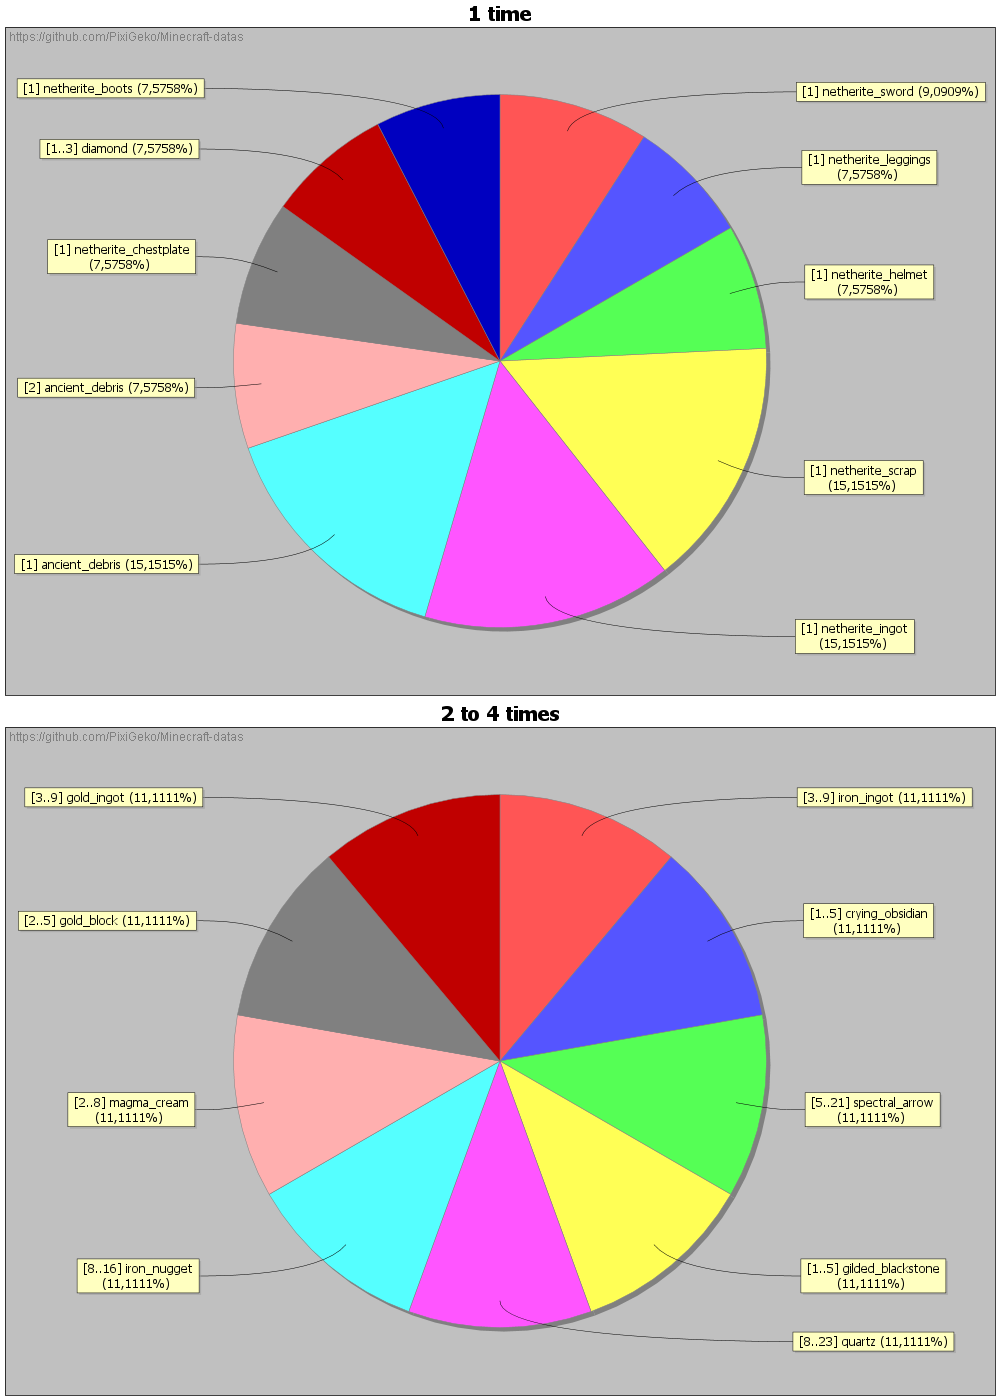 1 time
https://github.com/PixiGeko/Minecraft-datas
[1] netherite_boots (7,5758%)
[1] netherite_sword (9,0909%)
[1..3] diamond (7,5758%)
[1] netherite_leggings
(7,5758%)
[1] netherite_chestplate
(7,5758%)
[1] netherite_helmet
(7,5758%)
[2] ancient_debris (7,5758%)
[1] netherite_scrap
(15,1515%)
[1] ancient_debris (15,1515%)
[1] netherite_ingot
(15,1515%)
2 to 4 times
https://github.com/PixiGeko/Minecraft-datas
[3..9] gold_ingot (11,1111%)
[3..9] iron_ingot (11,1111%)
[2..5] gold_block (11,1111%)
[1..5] crying_obsidian
(11,1111%)
[2..8] magma_cream
(11,1111%)
[5..21] spectral_arrow
(11,1111%)
[8..16] iron_nugget
(11,1111%)
[1..5] gilded_blackstone
(11,1111%)
[8..23] quartz (11,1111%)